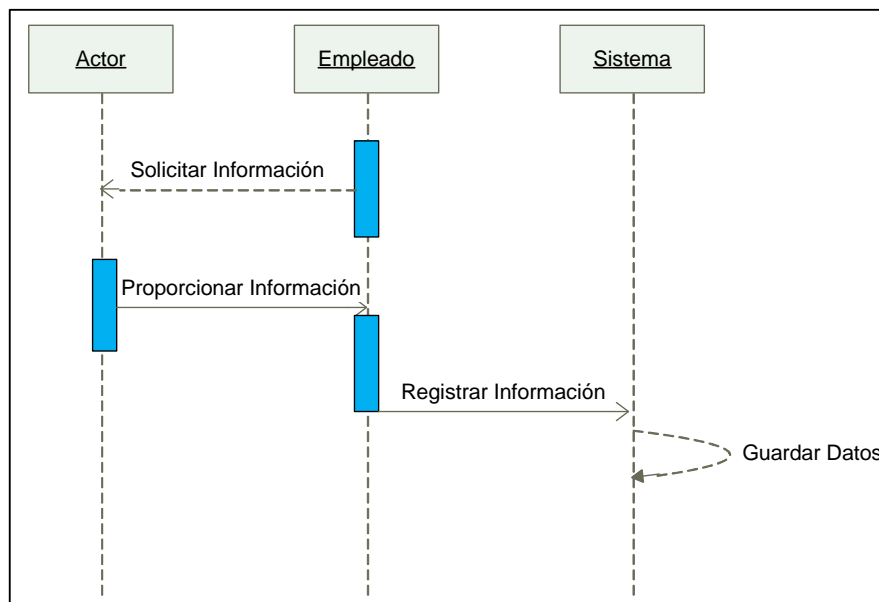 Actor
Empleado
Sistema
Solicitar Información
Proporcionar Información
Registrar Información
Guardar Datos